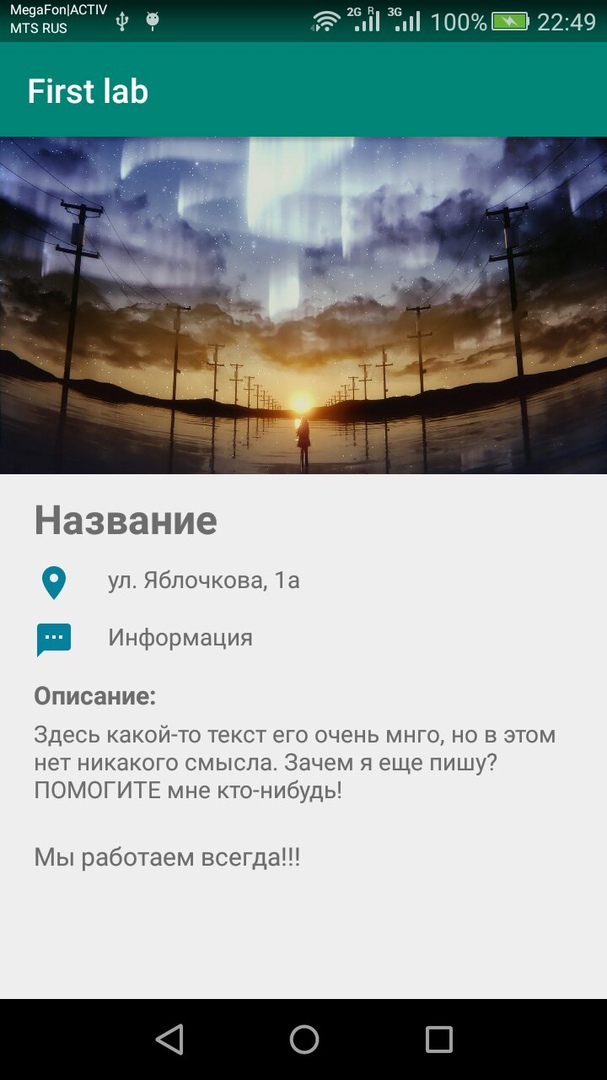 MegaFon|ACTIV
MTS RUS
2G R 3G 100% 22:49
First lab
Название
ул. Яблочкова, 1а
Информация
Описание:
Здесь какой-то текст его очень мнго, но в этом
нет никакого смысла. Зачем я еще пишу?
ПОМОГИТЕ мне кто-нибудь!
Мы работаем всегда!!!